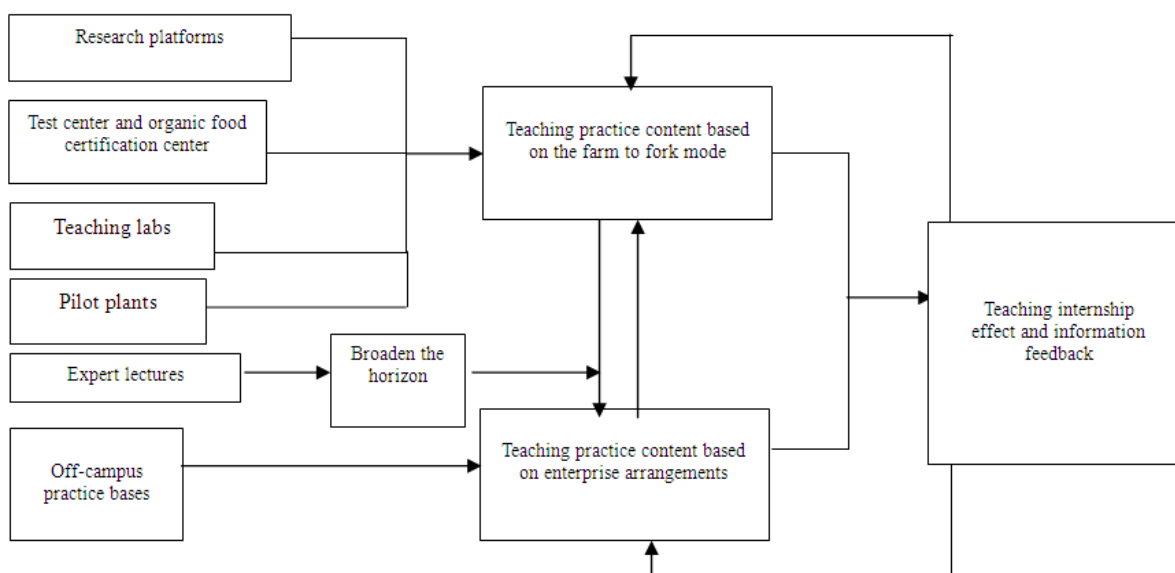 Research platforms
Test center and organic food
certification center
Teaching labs
Pilot plants
Expert lectures
Broaden the
horizon
Off-campus
practice bases
Teaching practice content based
on the farm to fork mode
Teaching practice content based
on enterprise arrangements
Teaching internship
effect and information
feedback